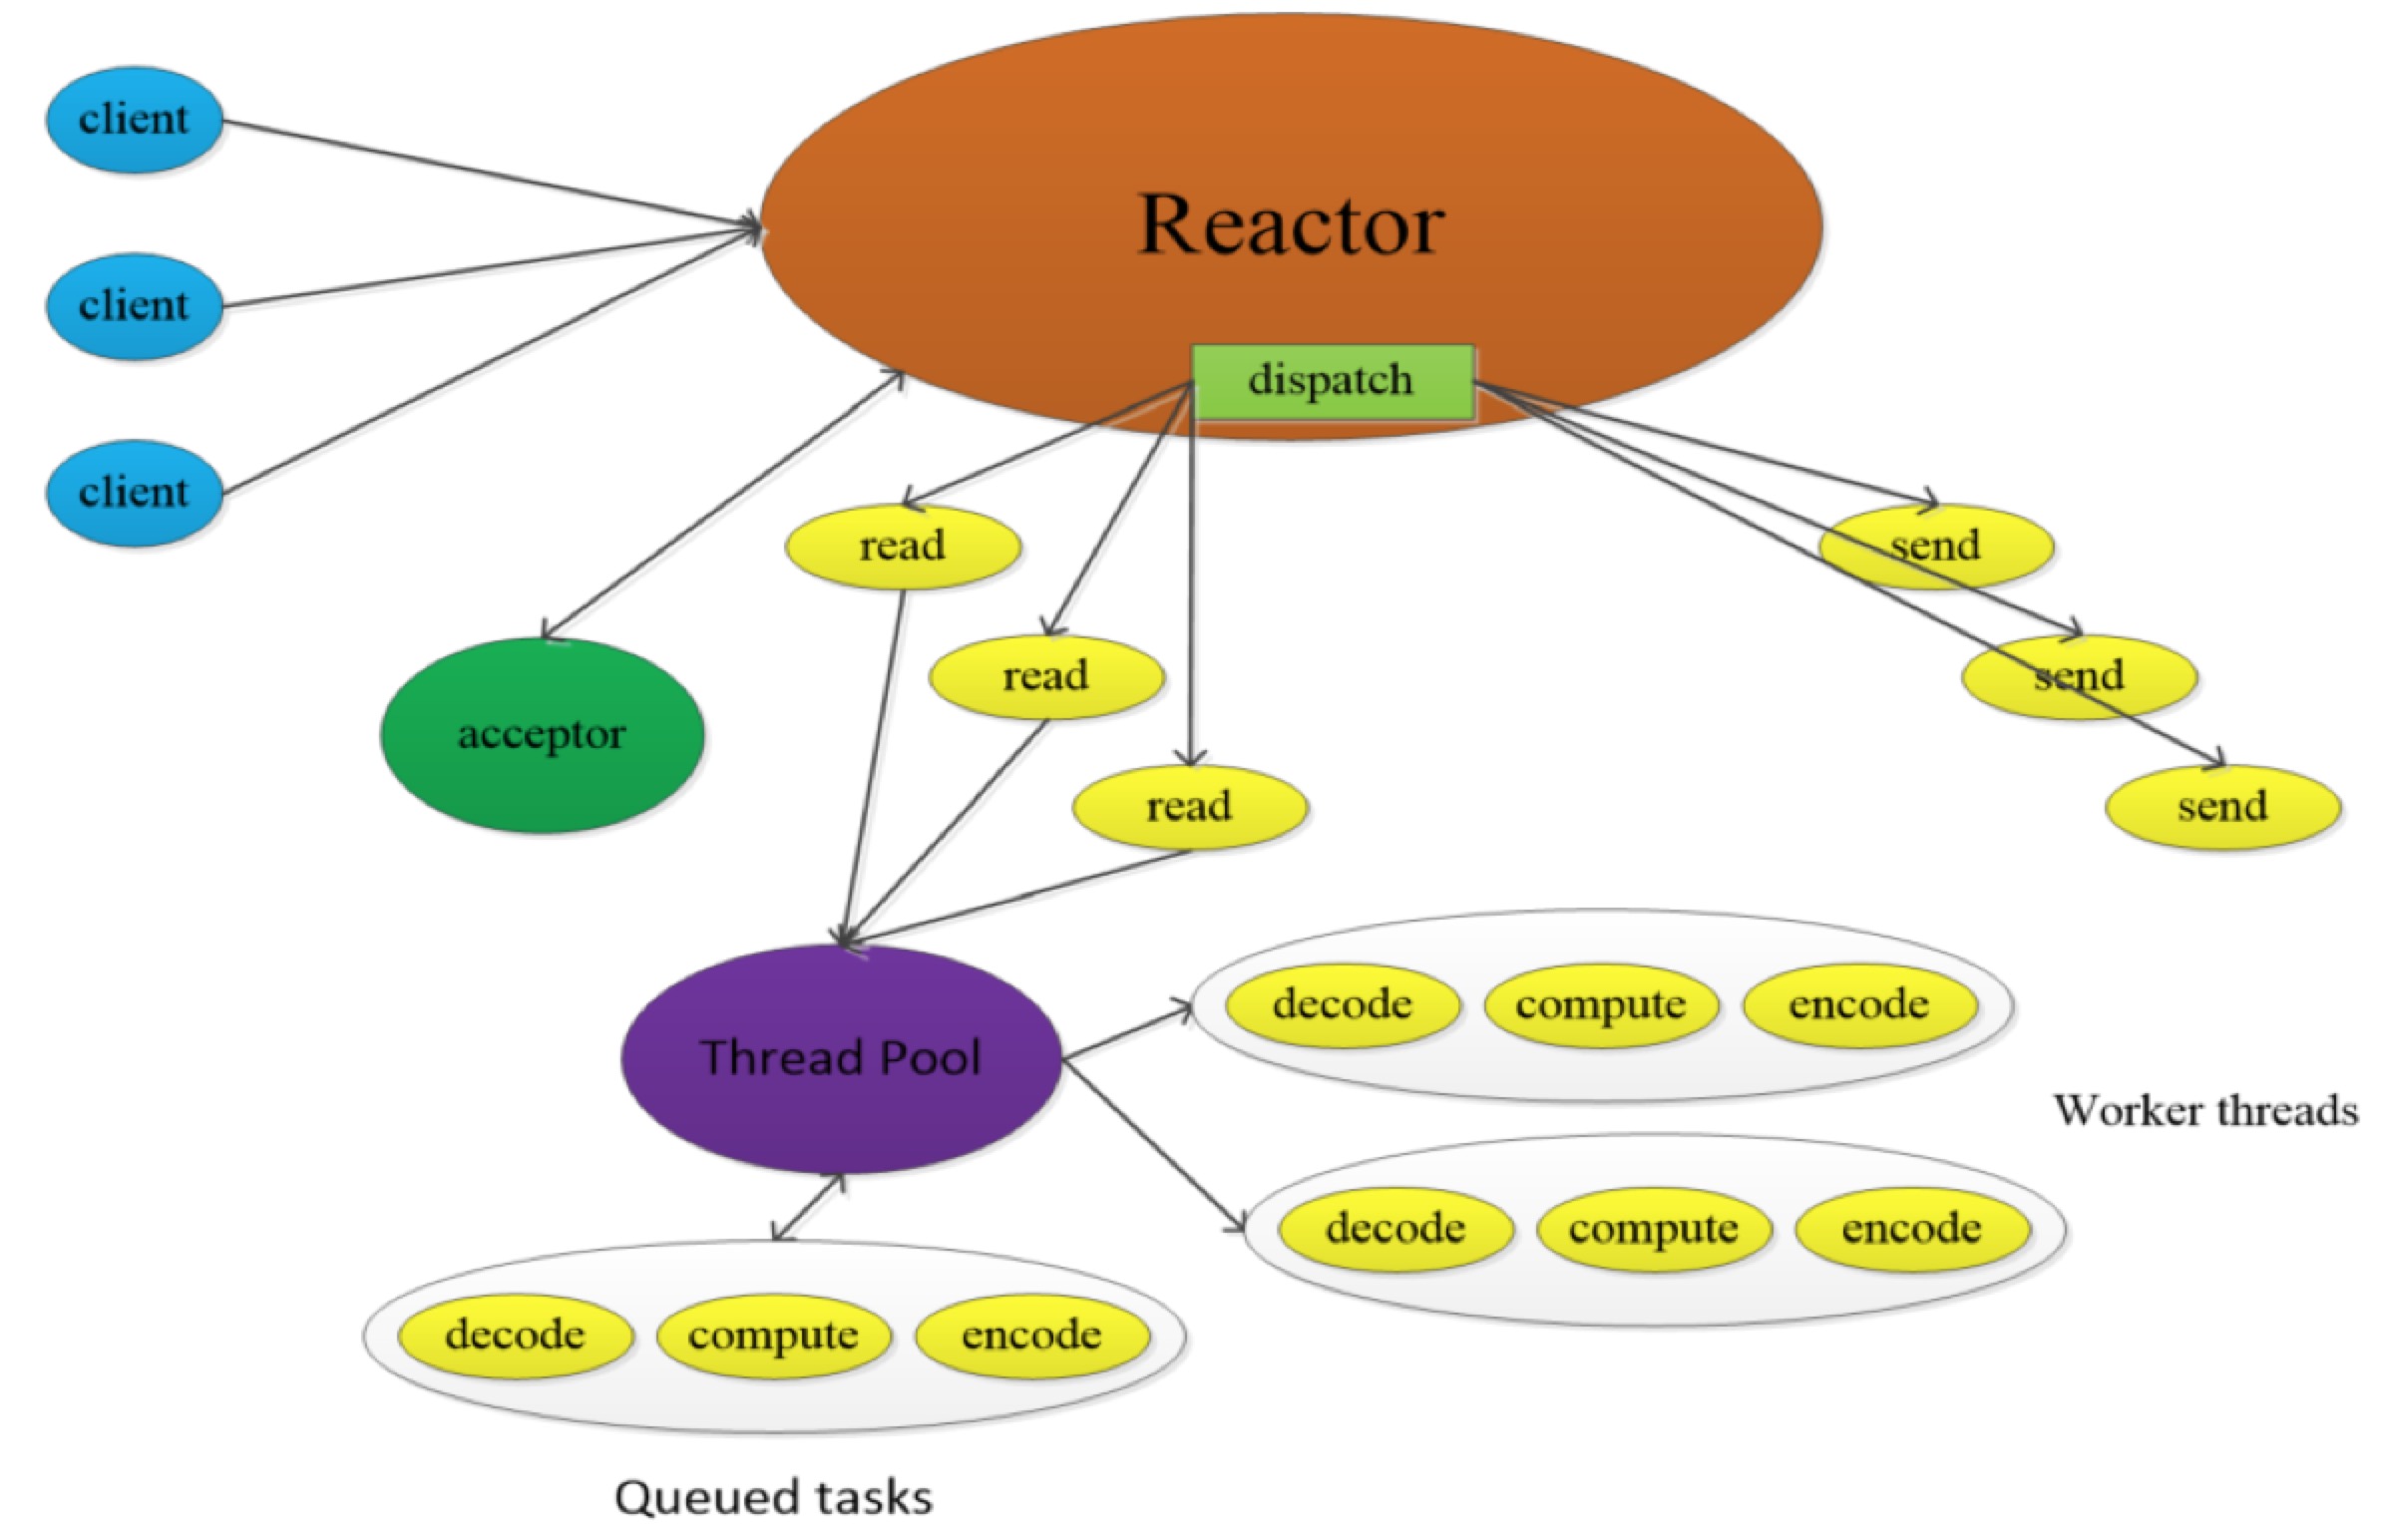 client
Reactor
client
dispatch
client
read
send
read
send
acceptor
read
send
decode
compute
encode
Thread Pool
Worker threads
decode
compute
encode
decode
compute
encode
Queued tasks